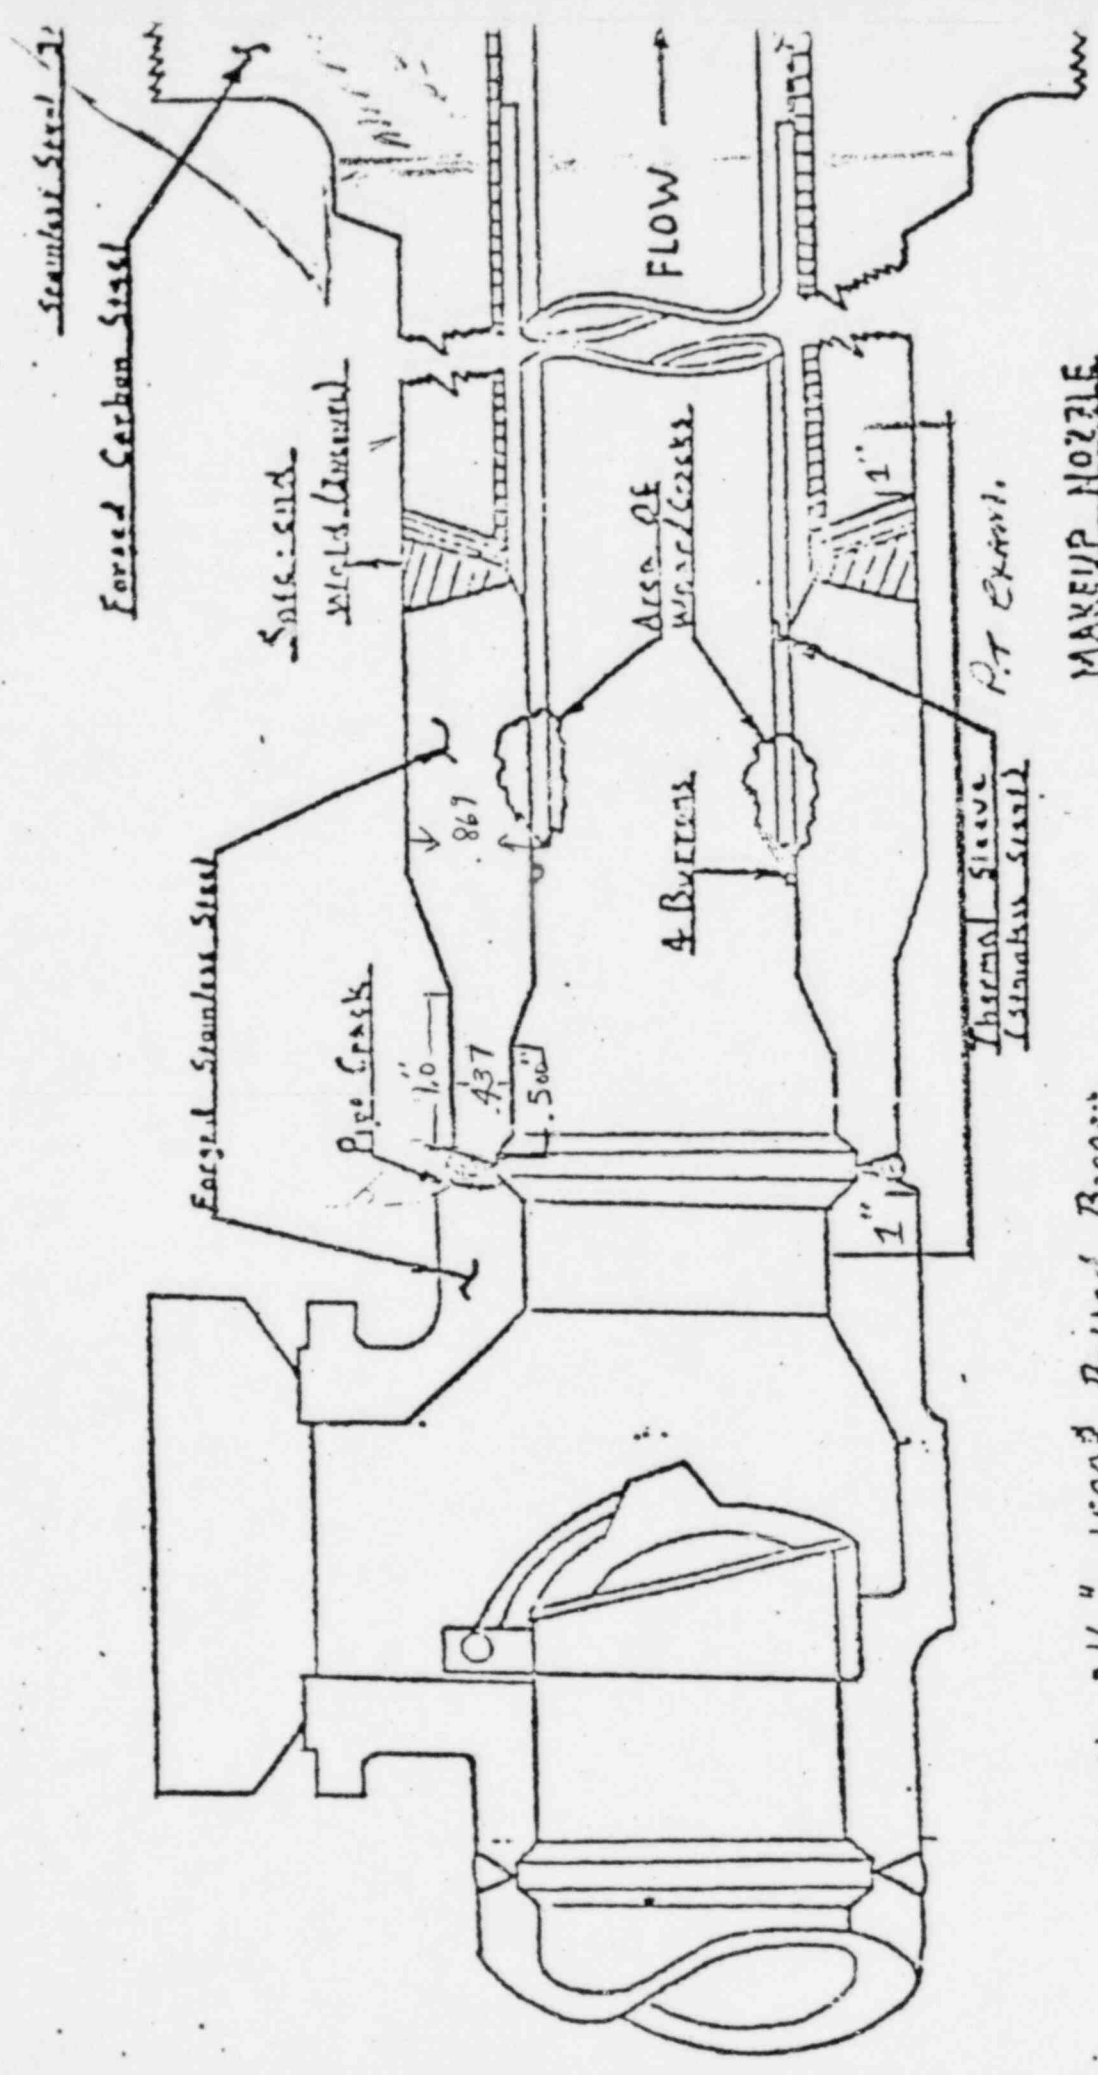 Stainless Steel
Forged Carbon Steel
Safe-end
Weld (Inconel)
FLOW
Forged Stainless Steel
Area of
Wear/Cracks
Pipe Crack
1.0"
.437
.500"
.869
4 Buttons
1"
1"
P.T
Thermal Sleeve
(Stainless Steel)
MAKEUP NOZZLE